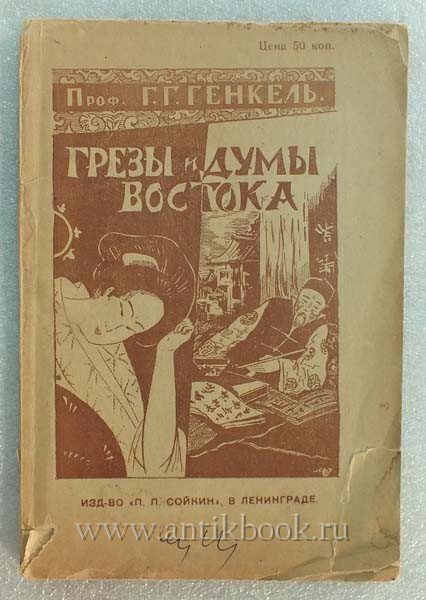 Цена 50 коп.
Проф. Г. Г. ГЕНКЕЛЬ.
ГРЕЗЫ и ДУМЫ
ВОСТОКА
ИЗД-ВО «П. П. СОЙКИН», В ЛЕНИНГРАДЕ.
www.antikbook.ru